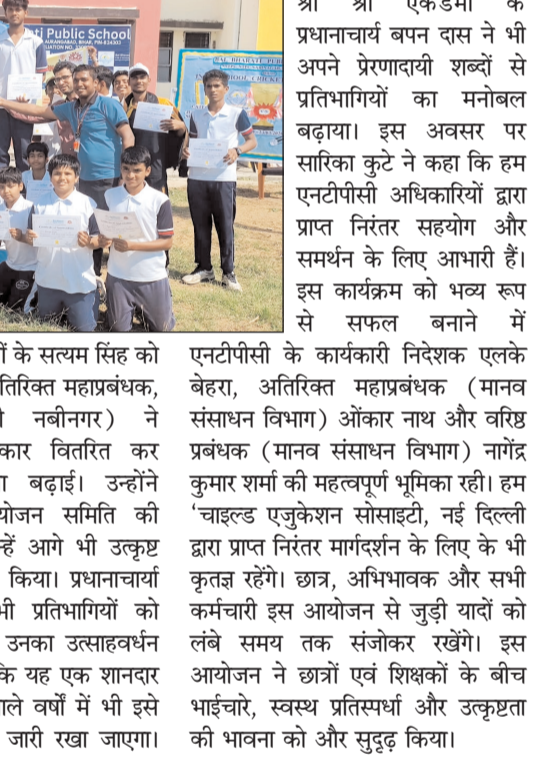 ti Public School
AURANGABAD, BIHAR, PIN-824303
श्री श्री एकेडमी के
प्रधानाचार्य बपन दास ने भी
अपने प्रेरणादायी शब्दों से
प्रतिभागियों का मनोबल
बढ़ाया। इस अवसर पर
सारिका कुटे ने कहा कि हम
एनटीपीसी अधिकारियों द्वारा
प्राप्त निरंतर सहयोग और
समर्थन के लिए आभारी हैं।
इस कार्यक्रम को भव्य रूप
से सफल बनाने में
एनटीपीसी के कार्यकारी निदेशक एलके
बेहरा, अतिरिक्त महाप्रबंधक (मानव
संसाधन विभाग) ओंकार नाथ और वरिष्ठ
प्रबंधक (मानव संसाधन विभाग) नागेंद्र
कुमार शर्मा की महत्वपूर्ण भूमिका रही। हम
‘चाइल्ड एजुकेशन सोसाइटी, नई दिल्ली
द्वारा प्राप्त निरंतर मार्गदर्शन के लिए के भी
कृतज्ञ रहेंगे। छात्र, अभिभावक और सभी
कर्मचारी इस आयोजन से जुड़ी यादों को
लंबे समय तक संजोकर रखेंगे। इस
आयोजन ने छात्रों एवं शिक्षकों के बीच
भाईचारे, स्वस्थ प्रतिस्पर्धा और उत्कृष्टता
की भावना को और सुदृढ़ किया।
ों के सत्यम सिंह को
तिरिक्त महाप्रबंधक,
नबीनगर) ने
कार वितरित कर
ा बढ़ाई। उन्होंने
योजन समिति की
न्हें आगे भी उत्कृष्ट
किया। प्रधानाचार्या
भी प्रतिभागियों को
उनका उत्साहवर्धन
कि यह एक शानदार
ाले वर्षों में भी इसे
जारी रखा जाएगा।